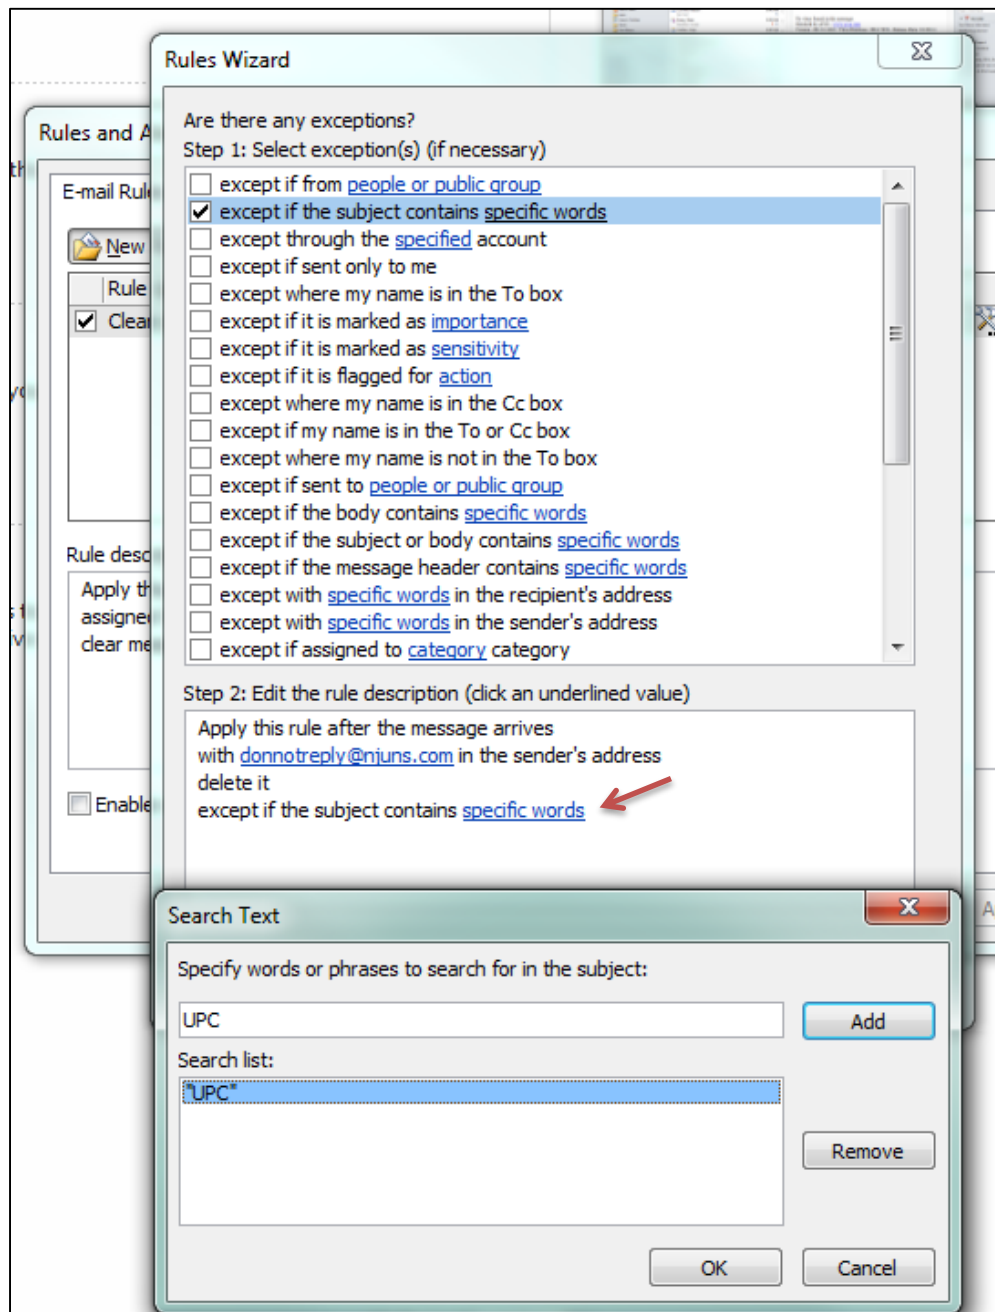 Rules Wizard
Are there any exceptions?
Step 1: Select exception(s) (if necessary)
except if from people or public group
except if the subject contains specific words
except through the specified account
except if sent only to me
except where my name is in the To box
except if it is marked as importance
except if it is marked as sensitivity
except if it is flagged for action
except where my name is in the Cc box
except if my name is in the To or Cc box
except where my name is not in the To box
except if sent to people or public group
except if the body contains specific words
except if the subject or body contains specific words
except if the message header contains specific words
except with specific words in the recipient's address
except with specific words in the sender's address
except if assigned to category category
Step 2: Edit the rule description (click an underlined value)
Apply this rule after the message arrives
with donnotreply@njuns.com in the sender's address
delete it
except if the subject contains specific words
Rules and A
E-mail Rul
New
Rule
Clear
Rule desc
Apply th
assigned
clear me
Enable
Search Text
Specify words or phrases to search for in the subject:
UPC
Add
Search list:
"UPC"
Remove
OK
Cancel